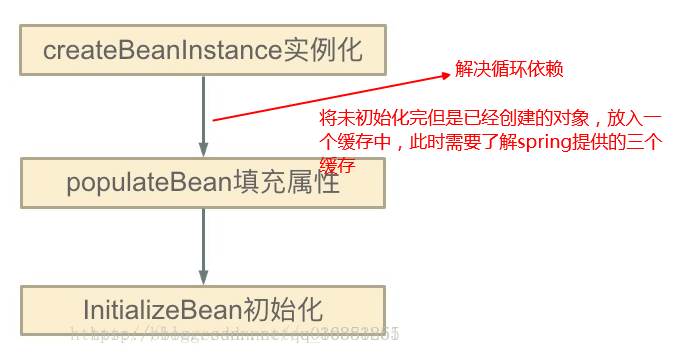 createBeanInstance实例化
解决循环依赖
将未初始化完但是已经创建的对象，放入一
个缓存中，此时需要了解spring提供的三个
缓存
populateBean填充属性
InitializeBean初始化